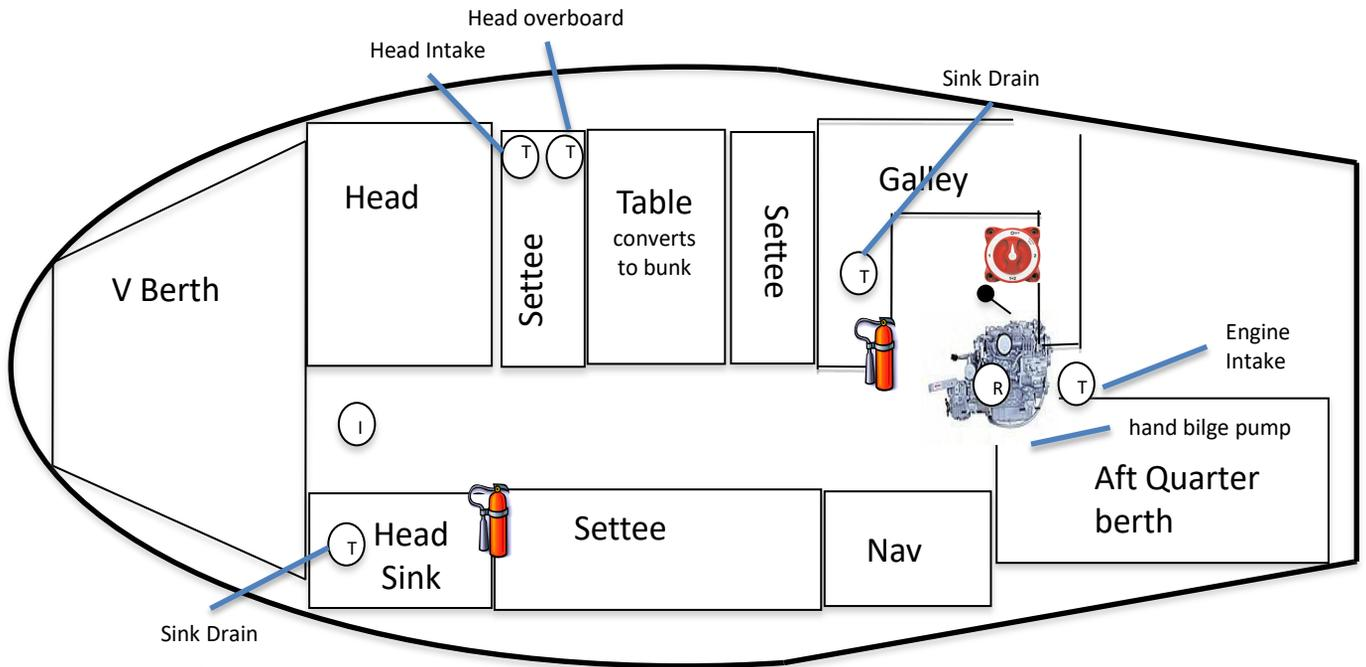 Head overboard
Head Intake
Sink Drain
T
T
Head
Settee
Table
converts
to bunk
Settee
Galley
T
V Berth
Engine
Intake
R
T
I
hand bilge pump
Aft Quarter
berth
T
Head
Sink
Settee
Nav
Sink Drain